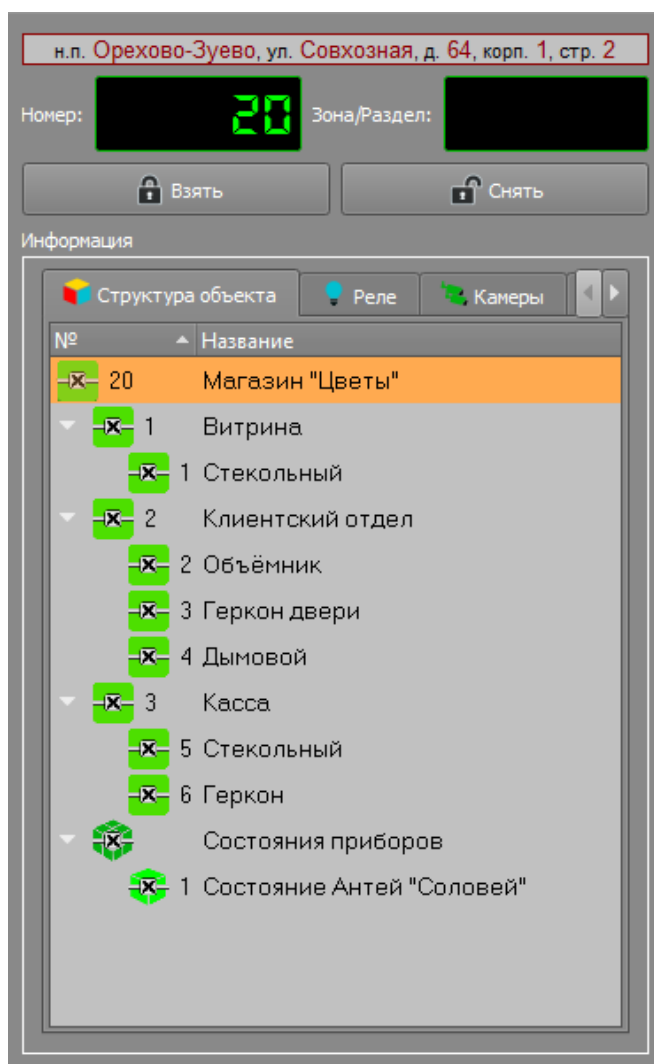 н.п. Орехово-Зуево, ул. Совхозная, д. 64, корп. 1, стр. 2
Номер: 20 Зона/Раздел:
Взять Снять
Информация
Структура объекта Реле Камеры
№ Название
20 Магазин "Цветы"
1 Витрина
1 Стекольный
2 Клиентский отдел
2 Объёмник
3 Геркон двери
4 Дымовой
3 Касса
5 Стекольный
6 Геркон
Состояния приборов
1 Состояние Антей "Соловей"